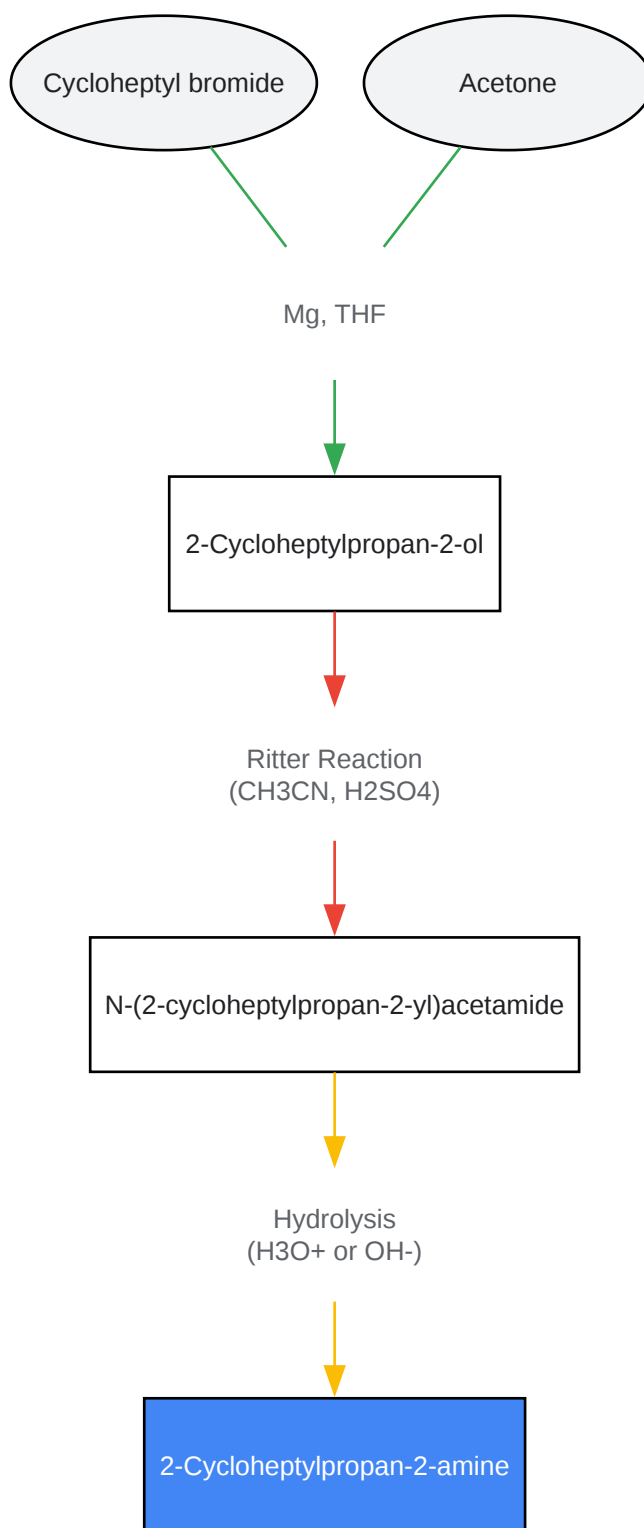 Cycloheptyl bromide
Acetone
Mg, THF
2-Cycloheptylpropan-2-ol
Ritter Reaction
(CH3CN, H2SO4)
N-(2-cycloheptylpropan-2-yl)acetamide
Hydrolysis
(H3O+ or OH-)
2-Cycloheptylpropan-2-amine